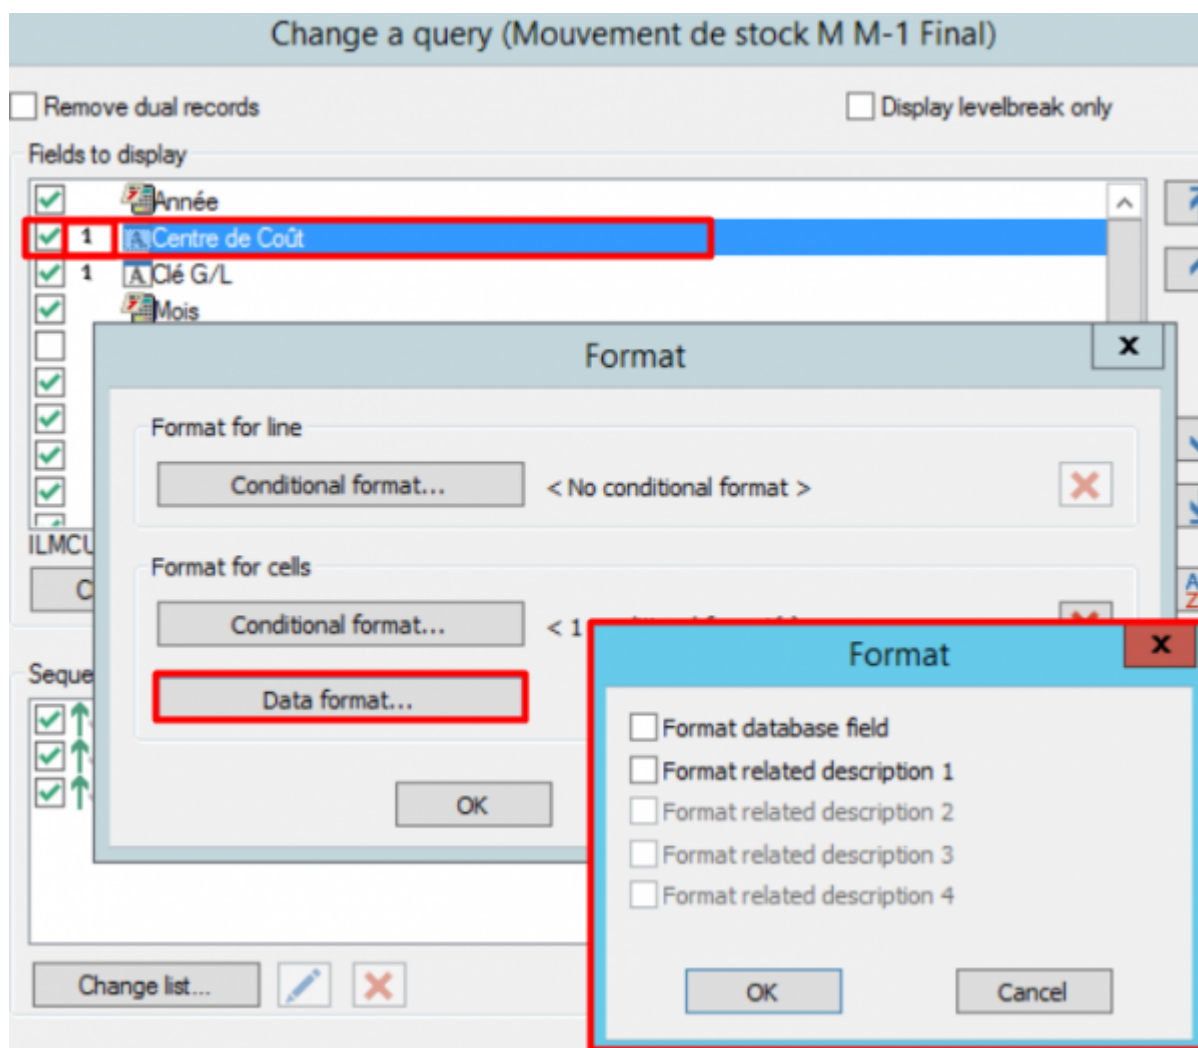 Change a query (Mouvement de stock M M-1 Final)
Remove dual records
Display levelbreak only
Fields to display
Année
1 Centre de Coût
1 Clé G/L
Mois
Format
x
Format for line
Conditional format...
< No conditional format >
ILMCU
Format for cells
Conditional format...
< 1
Data format...
OK
Format
x
Format database field
Format related description 1
Format related description 2
Format related description 3
Format related description 4
OK
Cancel
Seque
Change list...